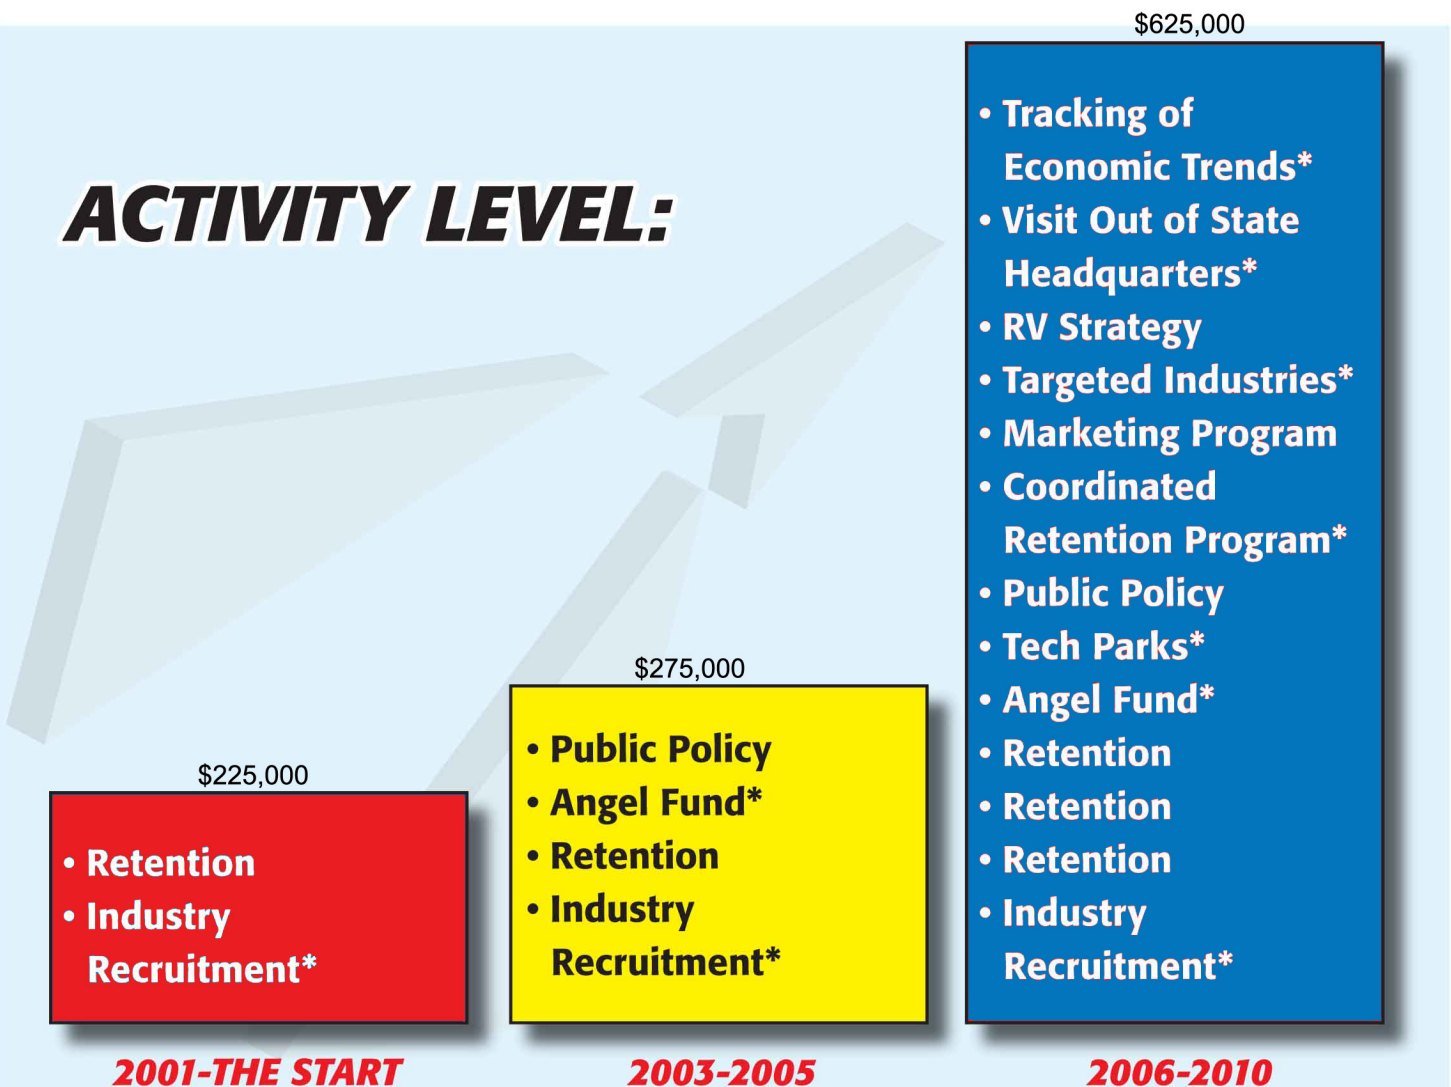 ACTIVITY LEVEL:
$225,000
• Retention
• Industry
Recruitment*
2001-THE START
$275,000
• Public Policy
• Angel Fund*
• Retention
• Industry
Recruitment*
2003-2005
$625,000
• Tracking of
Economic Trends*
• Visit Out of State
Headquarters*
• RV Strategy
• Targeted Industries*
• Marketing Program
• Coordinated
Retention Program*
• Public Policy
• Tech Parks*
• Angel Fund*
• Retention
• Retention
• Retention
• Industry
Recruitment*
2006-2010